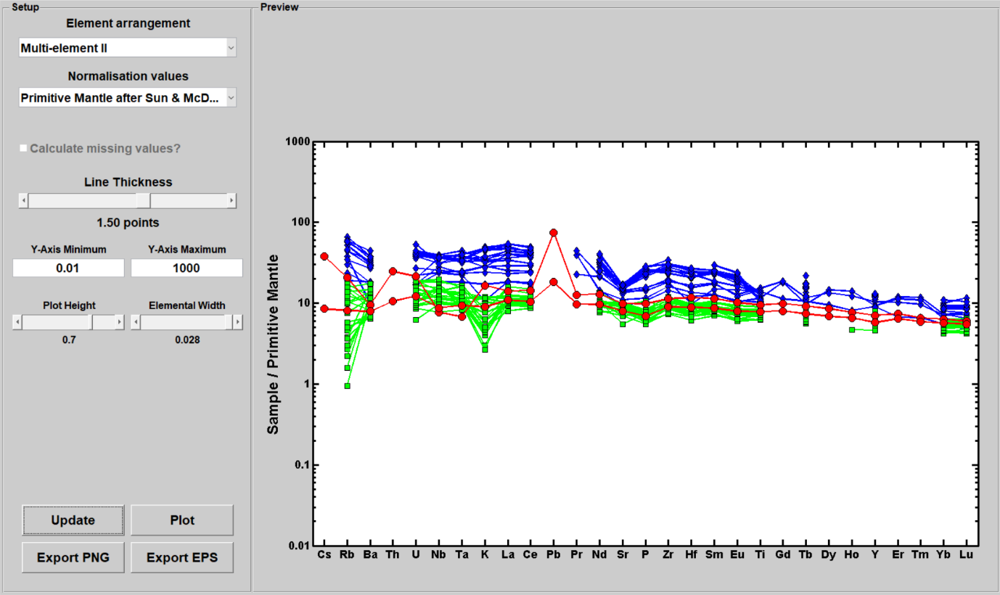 Setup
Element arrangement
Multi-element II
Normalisation values
Primitive Mantle after Sun & McD...
Calculate missing values?
Line Thickness
1.50 points
Y-Axis Minimum Y-Axis Maximum
0.01 1000
Plot Height Elemental Width
0.7 0.028
Update Plot
Export PNG Export EPS
Preview
Sample / Primitive Mantle
1000
100
10
1
0.1
0.01
Cs Rb Ba Th U Nb Ta K La Ce Pb Pr Nd Sr P Zr Hf Sm Eu Ti Gd Tb Dy Ho Y Er Tm Yb Lu